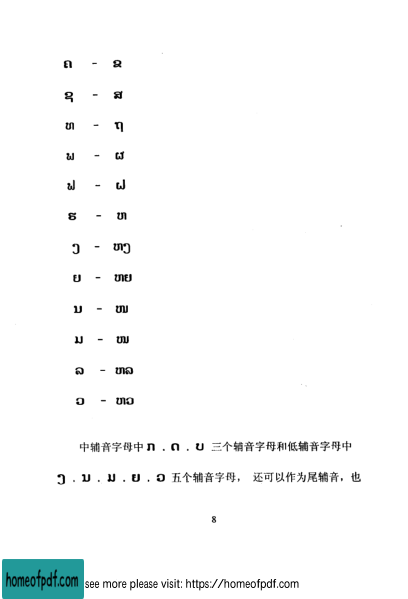 ຄ – ຂ
ຊ – ສ
ທ – ຖ
ພ – ຜ
ຟ – ຝ
ຮ – ຫ
ງ – ຫງ
ຍ – ຫຍ
ນ – ໜ
ມ – ໝ
ລ – ຫລ
ວ – ຫວ
中辅音字母中 ກ . ດ . ບ 三个辅音字母和低辅音字母中
ງ . ນ . ມ . ຍ . ວ 五个辅音字母， 还可以作为尾辅音，也
8
homeofpdf.com see more please visit: https://homeofpdf.com